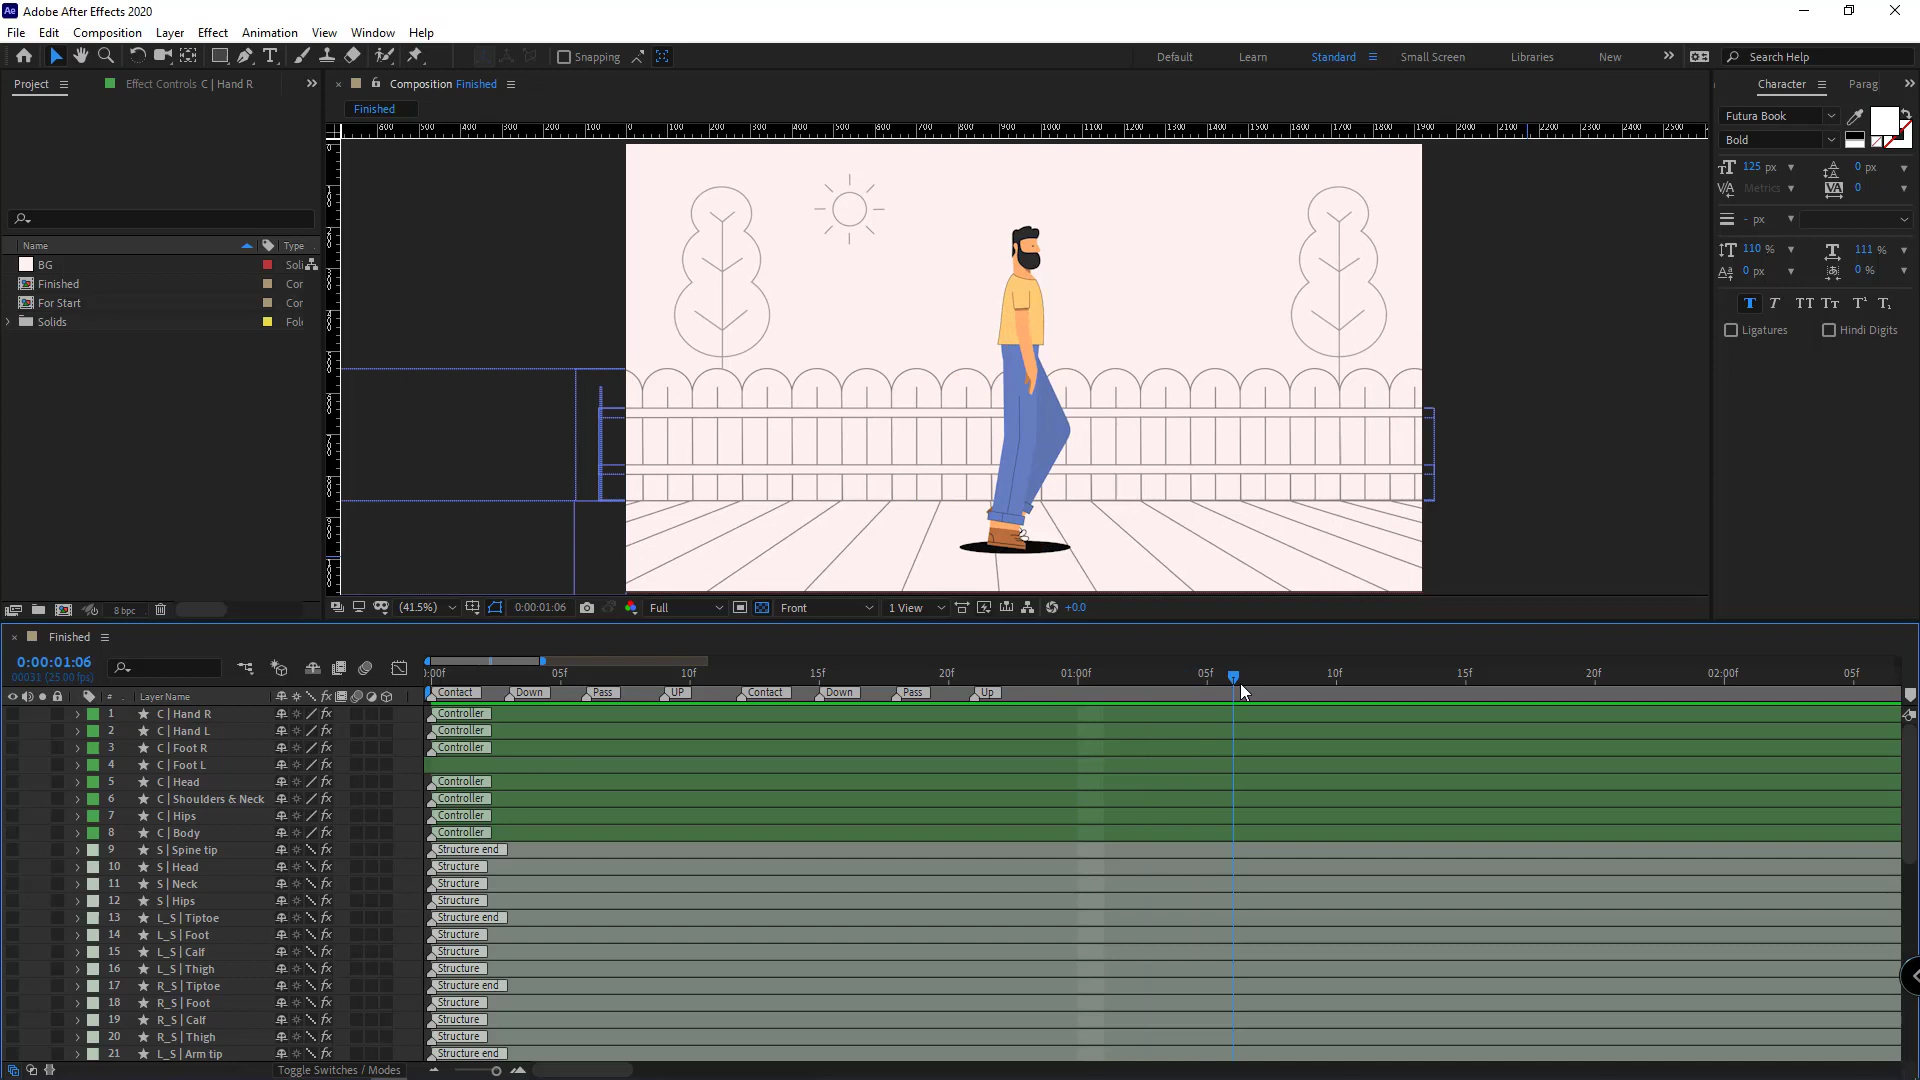 Ae Adobe After Effects 2020
File Edit Composition Layer Effect Animation View Window Help
Snapping Default Learn Standard Small Screen Libraries New Search Help
Project Effect Controls C | Hand R
Composition Finished
Character Parag
Finished
Futura Book
Bold
125 px 0 px
Metrics 0
- px
110 % 111 %
0 px 0 %
T T TT Tт T¹ T₁
Ligatures Hindi Digits
Name Type
BG Soli
Finished Cor
For Start Cor
Solids Fol
8 bpc
(41.5%) 0:00:01:06 Full Front 1 View +0.0
Finished
0:00:01:06
00031 (25.00 fps)
:00f 05f 10f 15f 20f 01:00f 05f 10f 15f 20f 02:00f 05f
# Layer Name
Contact Down Pass UP Contact Down Pass Up
1 C | Hand R Controller
2 C | Hand L Controller
3 C | Foot R Controller
4 C | Foot L
5 C | Head Controller
6 C | Shoulders & Neck Controller
7 C | Hips Controller
8 C | Body Controller
9 S | Spine tip Structure end
10 S | Head Structure
11 S | Neck Structure
12 S | Hips Structure
13 L_S | Tiptoe Structure end
14 L_S | Foot Structure
15 L_S | Calf Structure
16 L_S | Thigh Structure
17 R_S | Tiptoe Structure end
18 R_S | Foot Structure
19 R_S | Calf Structure
20 R_S | Thigh Structure
21 L_S | Arm tip Structure end
Toggle Switches / Modes